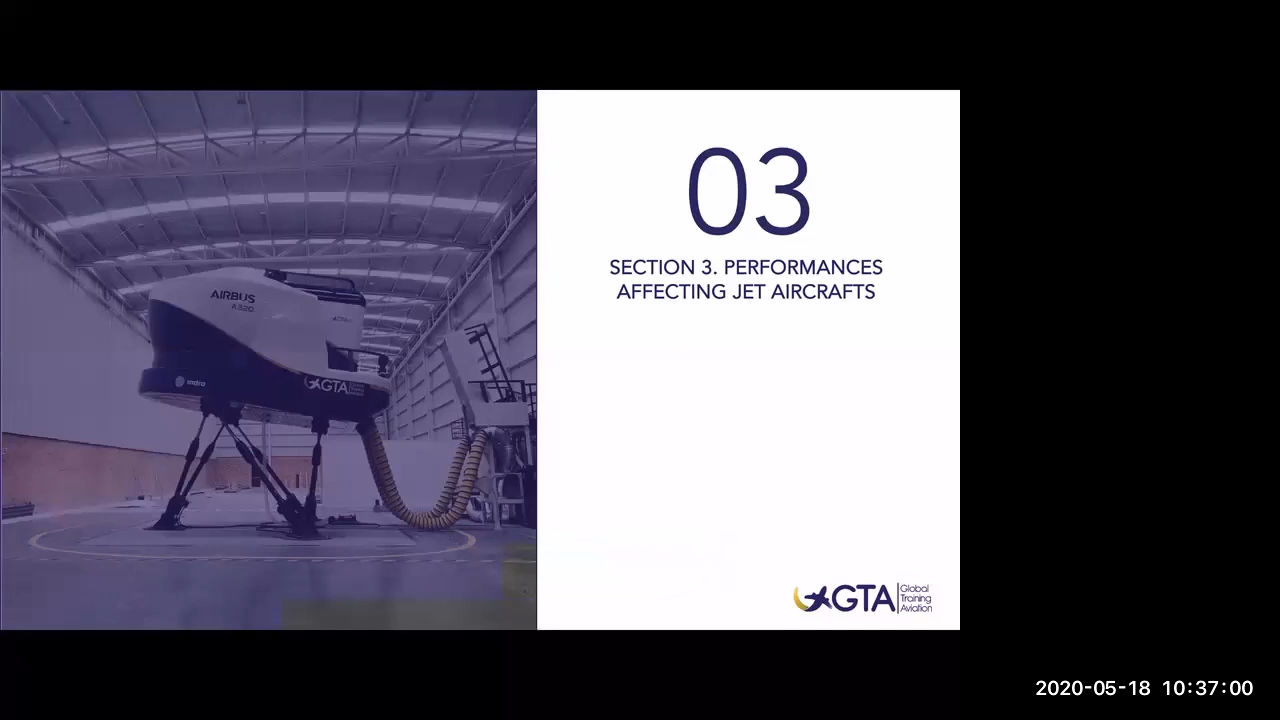 03
SECTION 3. PERFORMANCES
AFFECTING JET AIRCRAFTS
AIRBUS
A320
indra
GTA
GTA
Global
Training
Aviation
2020-05-18 10:37:00